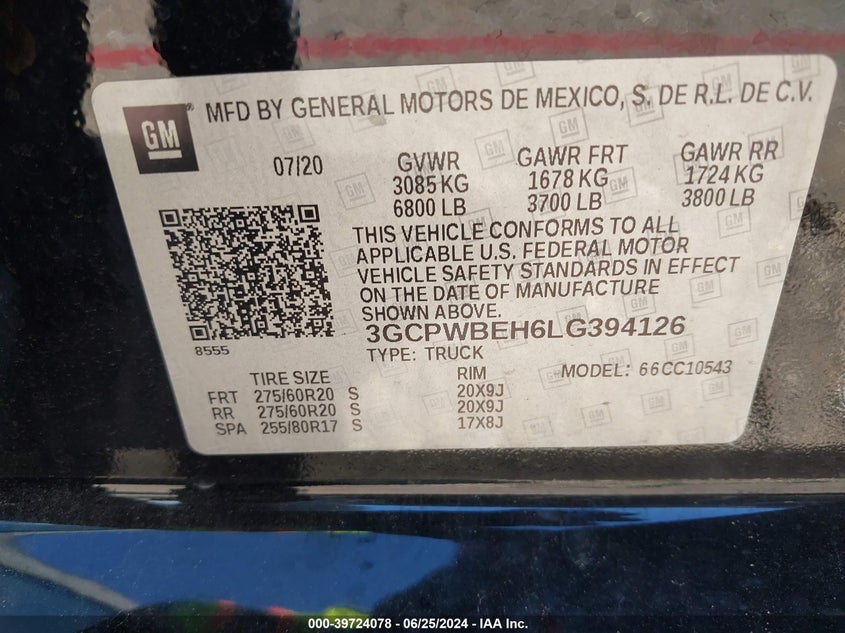 GM
MFD BY GENERAL MOTORS DE MEXICO, S. DE R.L. DE C.V.
07/20 GVWR GAWR FRT GAWR RR
3085 KG 1678 KG 1724 KG
6800 LB 3700 LB 3800 LB
THIS VEHICLE CONFORMS TO ALL
APPLICABLE U.S. FEDERAL MOTOR
VEHICLE SAFETY STANDARDS IN EFFECT
ON THE DATE OF MANUFACTURE
SHOWN ABOVE.
8555
3GCPWBEH6LG394126
TYPE: TRUCK
TIRE SIZE RIM MODEL: 66CC10543
FRT 275/60R20 S 20X9J
RR 275/60R20 S 20X9J
SPA 255/80R17 S 17X8J
000-39724078 - 06/25/2024 - IAA Inc.